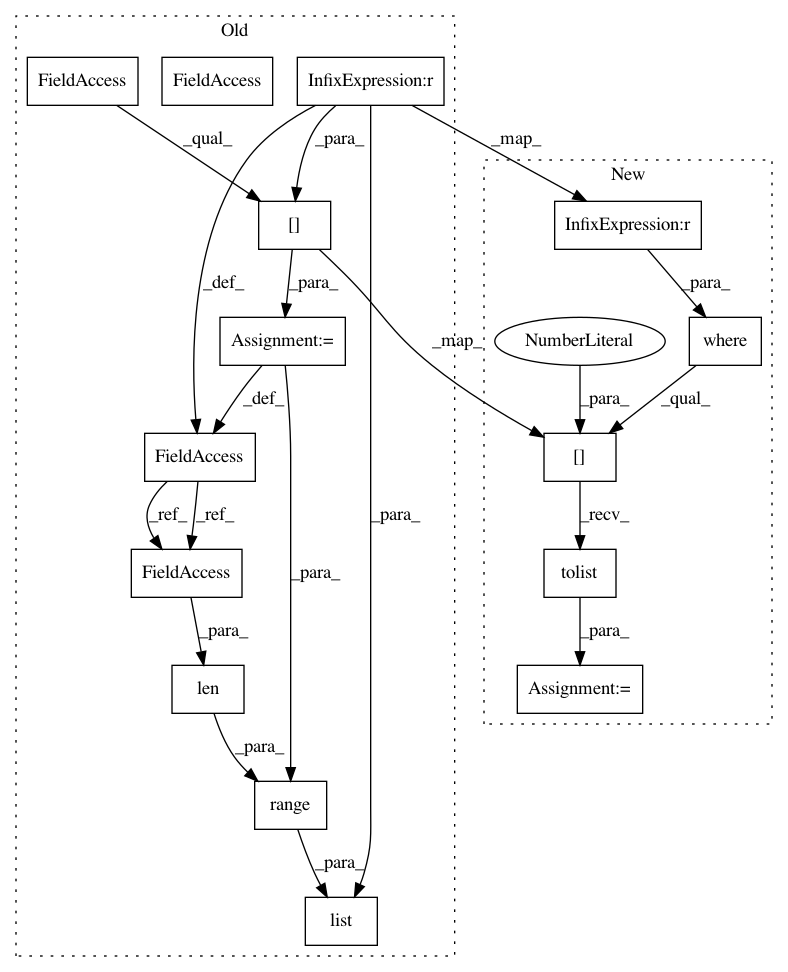 Old
FieldAccess
FieldAccess
InfixExpression:r
_qual_
_para_
_map_
New
[]
InfixExpression:r
_def_
_para_
_para_
Assignment:=
_map_
NumberLiteral
where
_def_
_para_
_qual_
FieldAccess
[]
_ref_
_ref_
_para_
_recv_
FieldAccess
_para_
tolist
_para_
_para_
len
Assignment:=
_para_
range
_para_
list